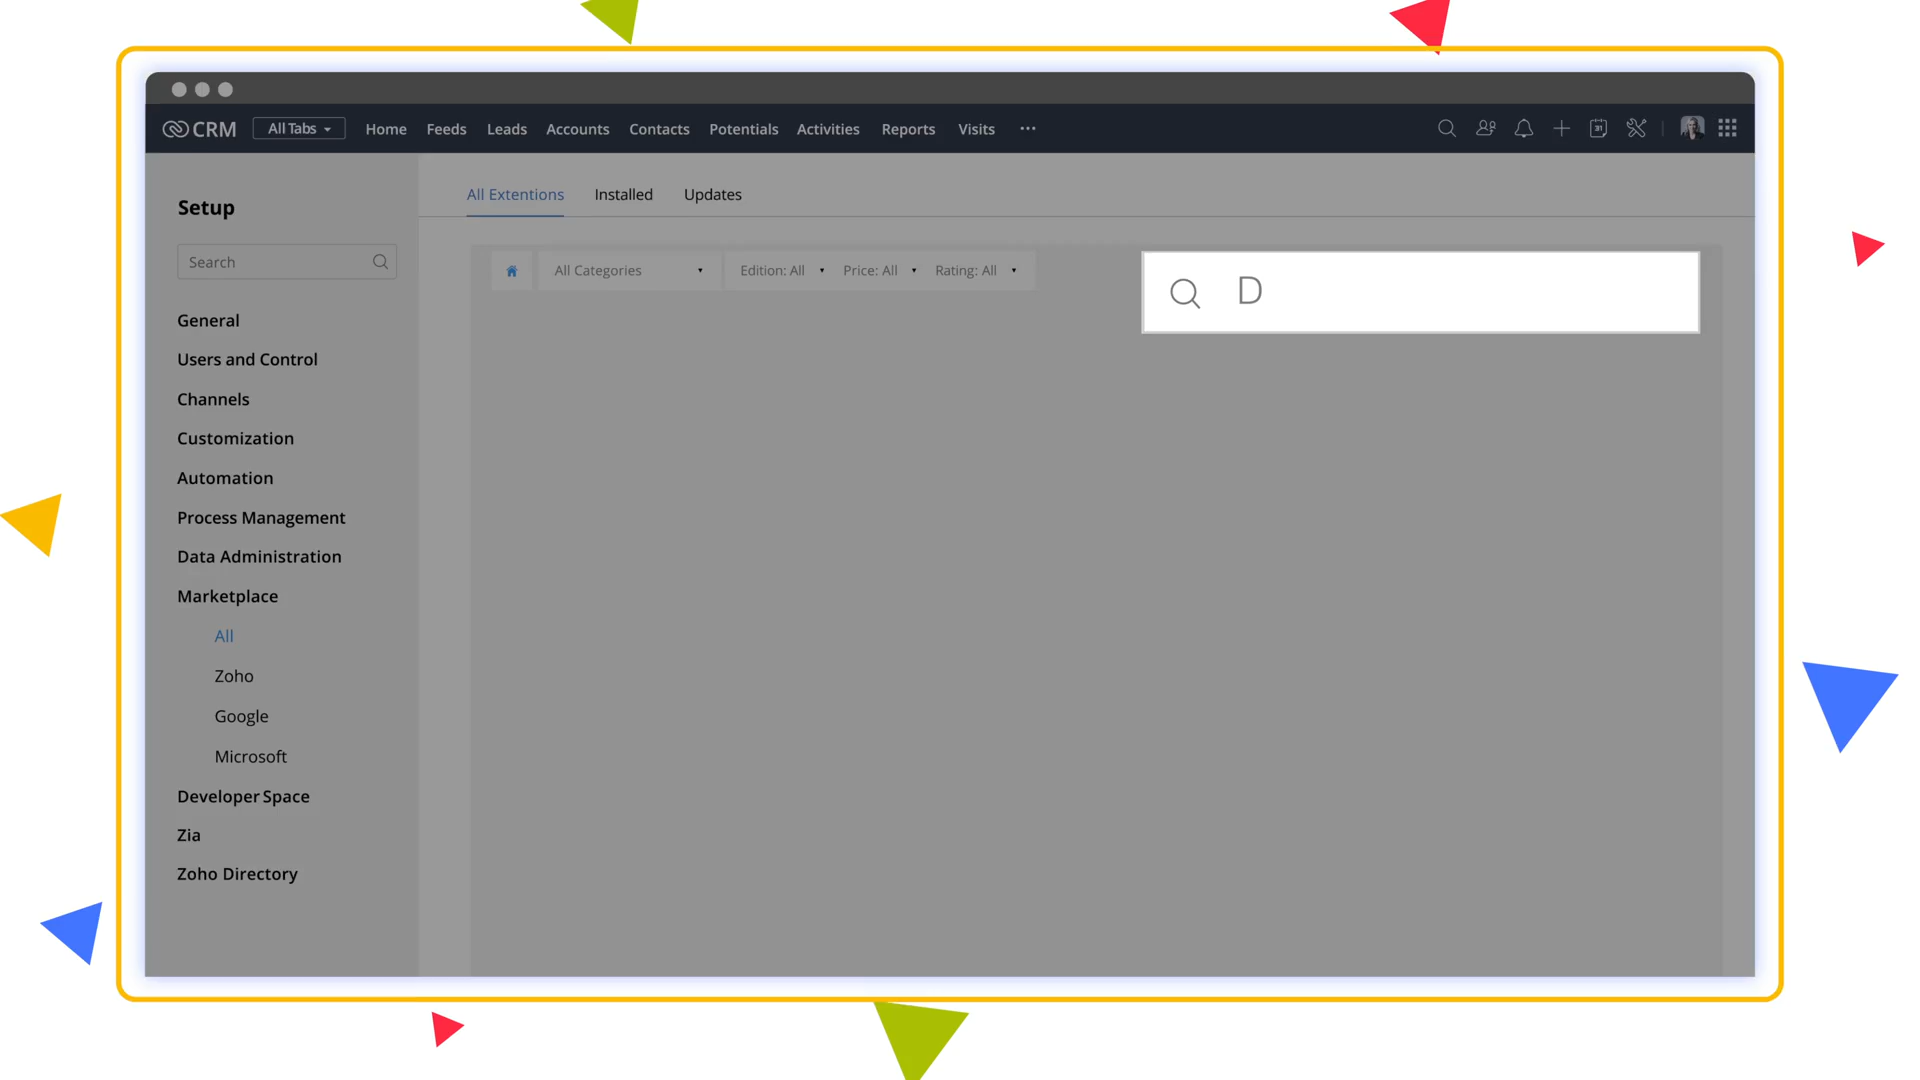 CRM All Tabs Home Feeds Leads Accounts Contacts Potentials Activities Reports Visits ••• 31
All Extentions Installed Updates
Setup
Search
All Categories Edition: All Price: All Rating: All
D
General
Users and Control
Channels
Customization
Automation
Process Management
Data Administration
Marketplace
All
Zoho
Google
Microsoft
Developer Space
Zia
Zoho Directory